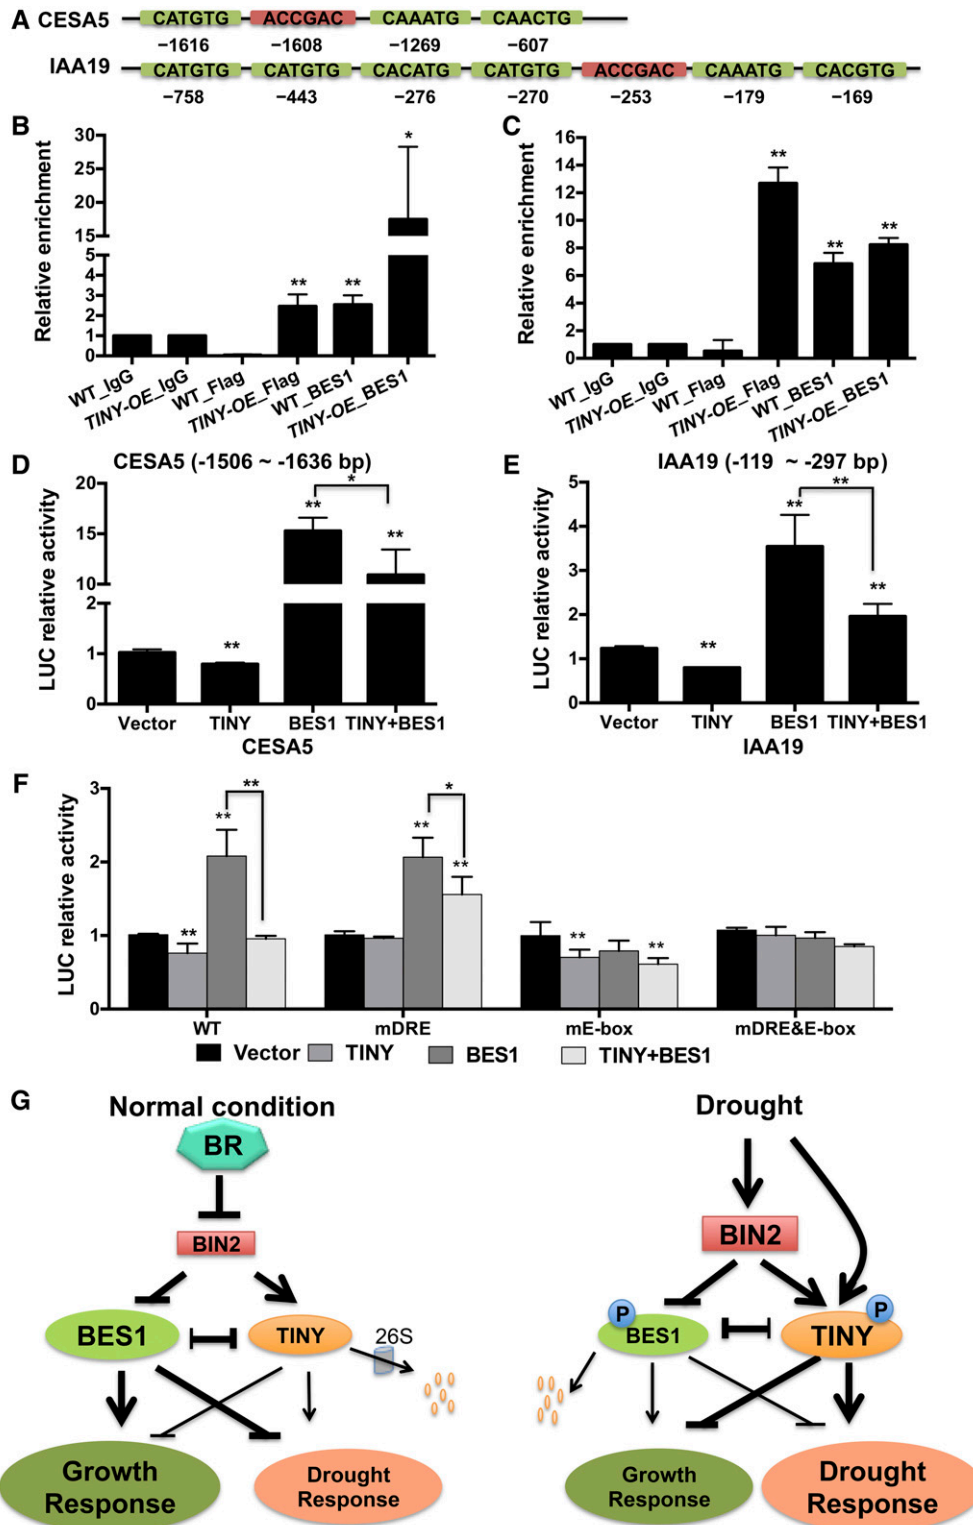 A
CESA5 CATGTG ACCGAC CAAATG CAACTG
−1616 −1608 −1269 −607
IAA19 CATGTG CATGTG CACATG CATGTG ACCGAC CAAATG CACGTG
−758 −443 −276 −270 −253 −179 −169
B
Relative enrichment
30
25
20
15
5
4
3
2
1
0
** ** *
WT_IgG TINY-OE_IgG WT_Flag TINY-OE_Flag WT_BES1 TINY-OE_BES1
CESA5 (-1506 ~ -1636 bp)
C
Relative enrichment
16
14
12
10
8
6
4
2
0
** ** **
WT_IgG TINY-OE_IgG WT_Flag TINY-OE_Flag WT_BES1 TINY-OE_BES1
IAA19 (-119 ~ -297 bp)
D
LUC relative activity
20
15
10
2
1
0
** ** * **
Vector TINY BES1 TINY+BES1
CESA5
E
LUC relative activity
5
4
3
2
1
0
** ** ** **
Vector TINY BES1 TINY+BES1
IAA19
F
LUC relative activity
3
2
1
0
** ** ** ** * ** ** **
WT mDRE mE-box mDRE&E-box
Vector TINY BES1 TINY+BES1
G
Normal condition
BR
BIN2
BES1 TINY 26S
Growth
Response
Drought
Response
Drought
BIN2
P BES1 TINY P
Growth
Response
Drought
Response